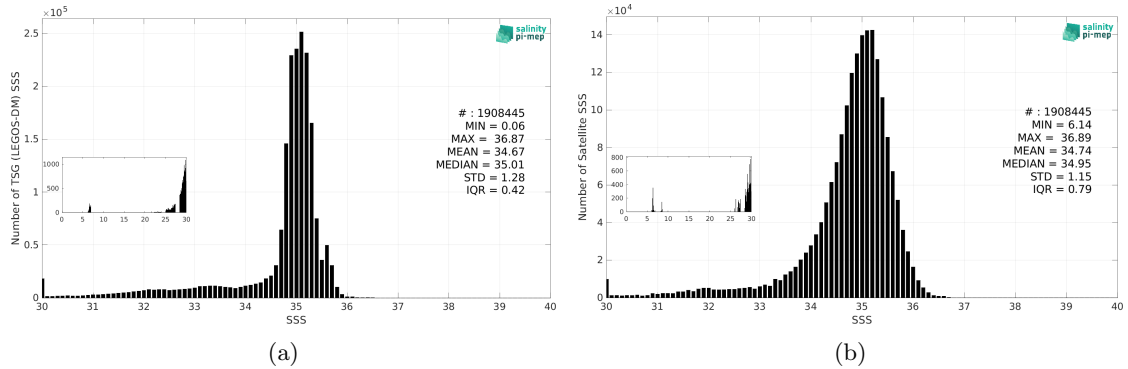 ×10^5
2.5
2
1.5
1
0.5
0
Number of TSG (LEGOS-DM) SSS
30 31 32 33 34 35 36 37 38 39 40
SSS
salinity
pi-mep
# : 1908445
MIN = 0.06
MAX = 36.87
MEAN = 34.67
MEDIAN = 35.01
STD = 1.28
IQR = 0.42
1000
500
0
0 5 10 15 20 25 30
(a)
×10^4
14
12
10
8
6
4
2
0
Number of Satellite SSS
30 31 32 33 34 35 36 37 38 39 40
SSS
salinity
pi-mep
# : 1908445
MIN = 6.14
MAX = 36.89
MEAN = 34.74
MEDIAN = 34.95
STD = 1.15
IQR = 0.79
800
600
400
200
0
0 5 10 15 20 25 30
(b)